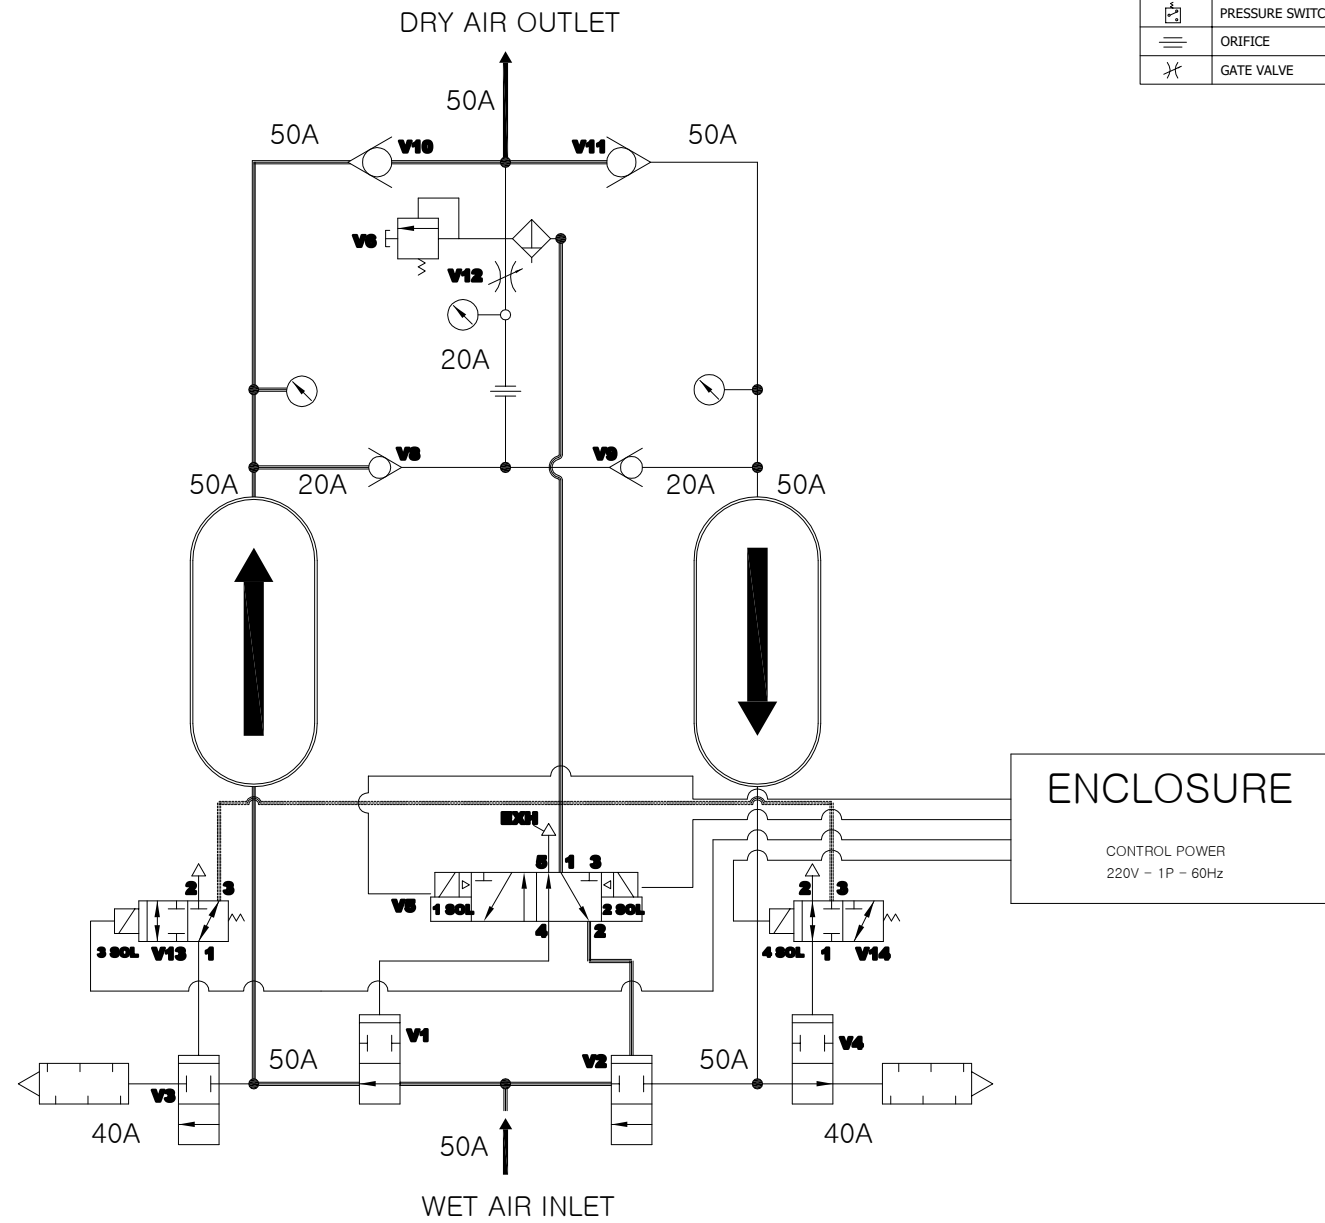 DRY AIR OUTLET
PRESSURE SWITC
ORIFICE
GATE VALVE
50A
50A
V10
V11
50A
V6
V12
20A
V8
V9
50A
20A
20A
50A
ENCLOSURE
CONTROL POWER
220V - 1P - 60Hz
EXH
5 1 3
2 3
2 3
V5
1 SOL
2 SOL
4 2
3 SOL
V13
1
4 SOL
1
V14
V1
V2
V4
50A
50A
V3
40A
50A
40A
WET AIR INLET